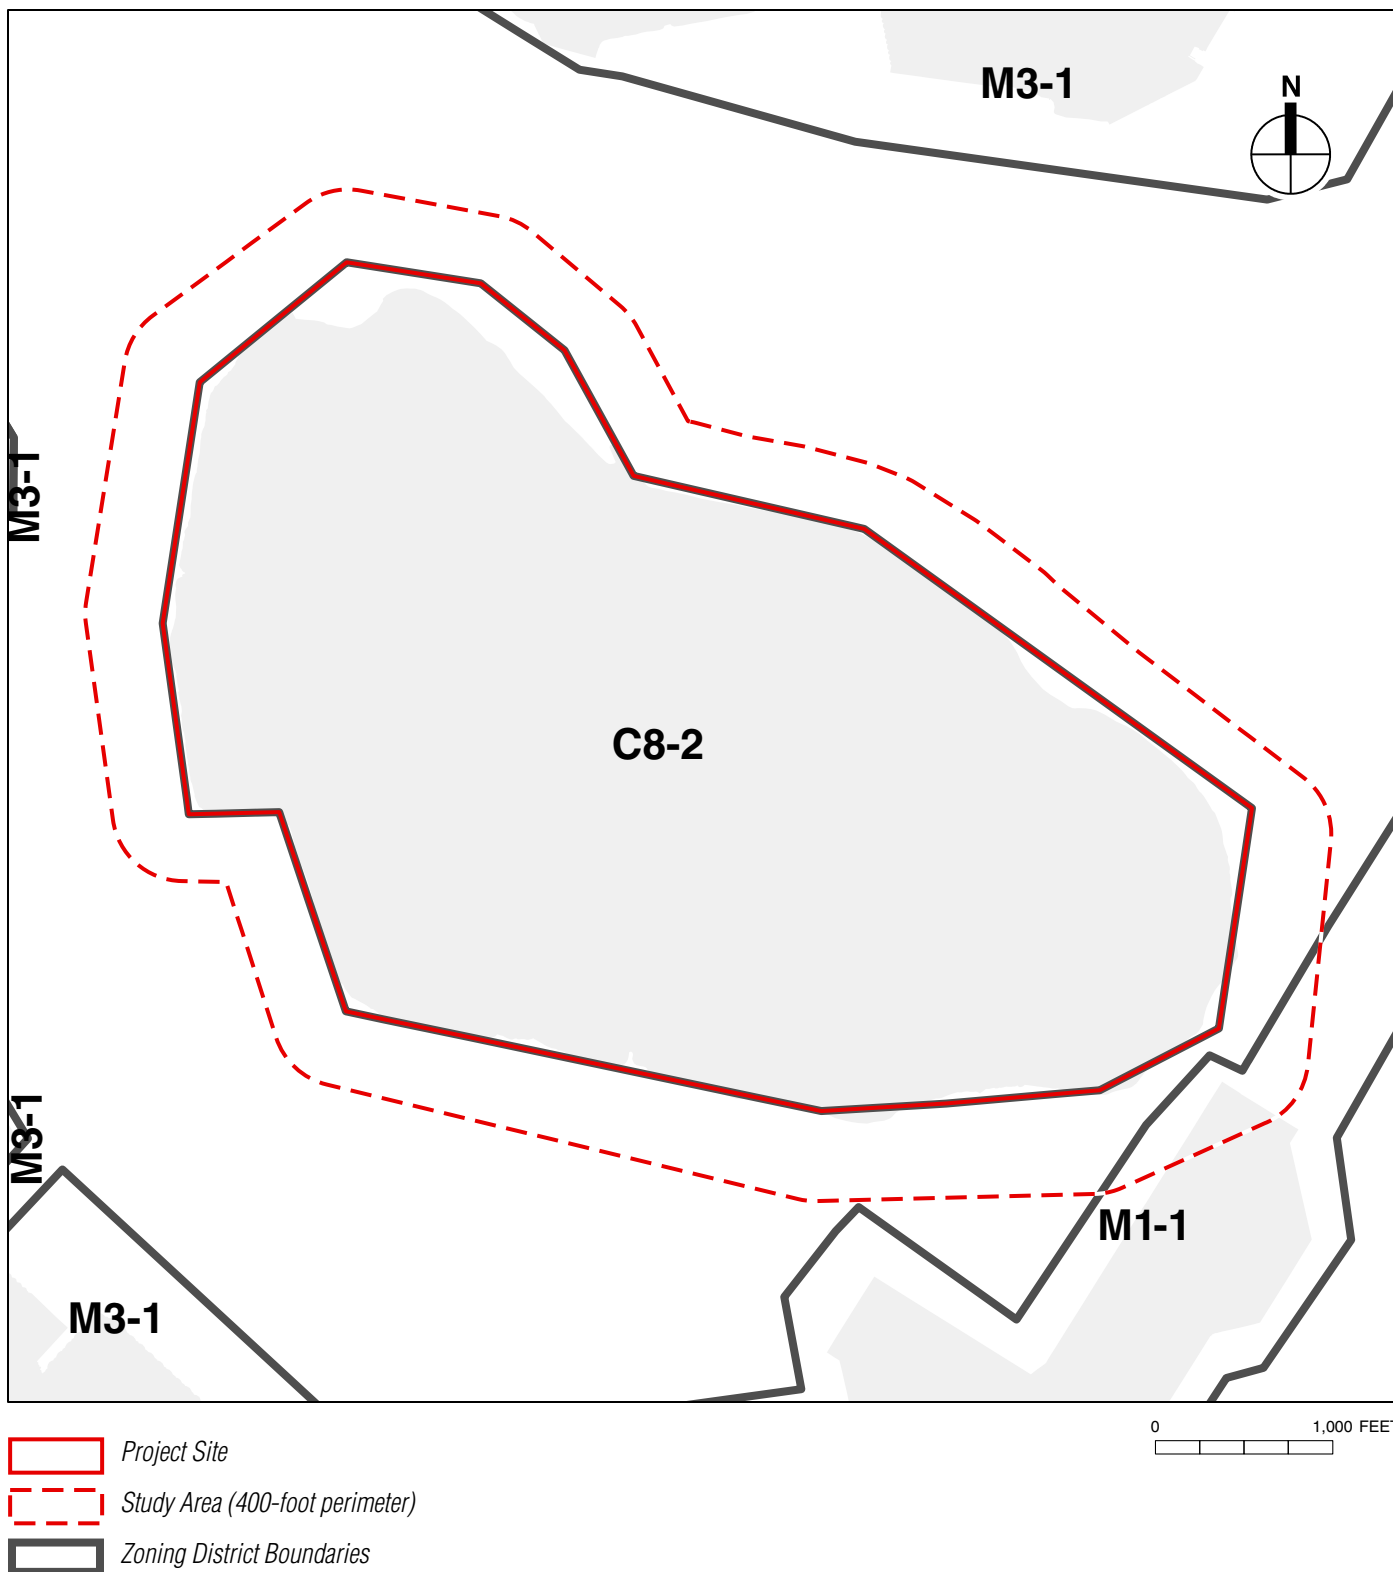 M3-1
N
M3-1
C8-2
M3-1
M1-1
M3-1
0 1,000 FEET
Project Site
Study Area (400-foot perimeter)
Zoning District Boundaries